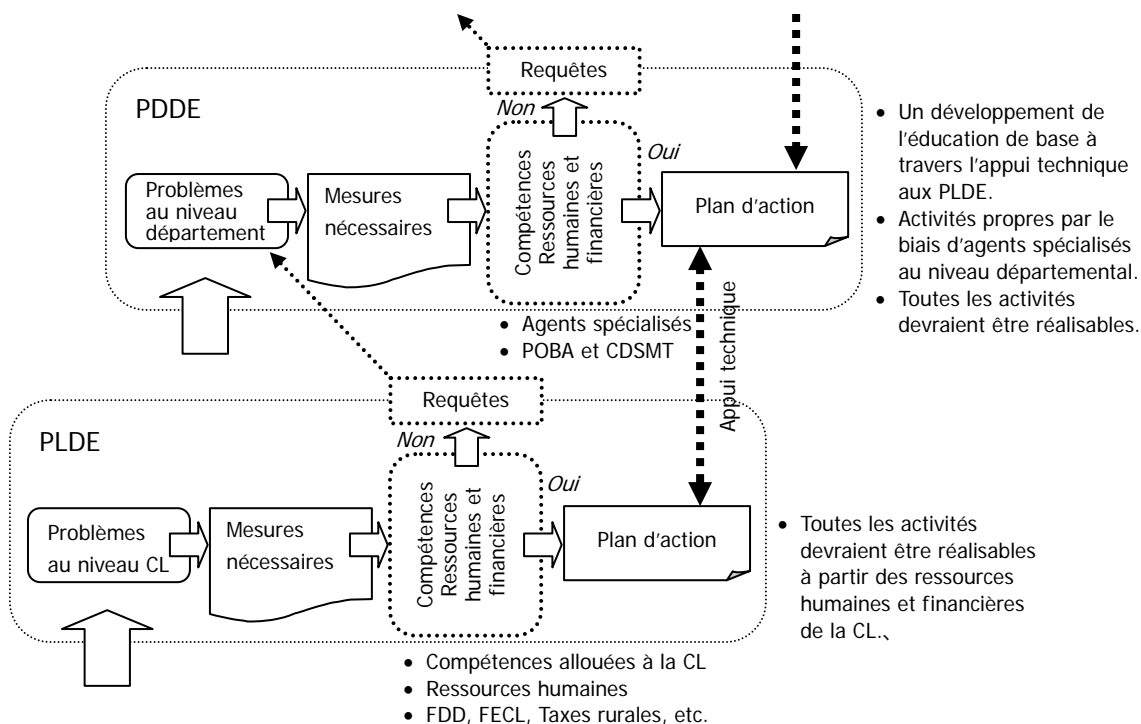 Requêtes
PDDE
Non
Oui
Problèmes
au niveau
département
Mesures
nécessaires
Compétences
Ressources
humaines et
financières
Plan d'action
• Un développement de
l'éducation de base à
travers l'appui technique
aux PLDE.
• Activités propres par le
biais d'agents spécialisés
au niveau départemental.
• Toutes les activités
devraient être réalisables.
• Agents spécialisés
• POBA et CDSMT
Appui technique
Requêtes
PLDE
Non
Oui
Problèmes
au niveau CL
Mesures
nécessaires
Compétences
Ressources
humaines et
financières
Plan d'action
• Toutes les activités
devraient être réalisables
à partir des ressources
humaines et financières
de la CL.、
• Compétences allouées à la CL
• Ressources humaines
• FDD, FECL, Taxes rurales, etc.